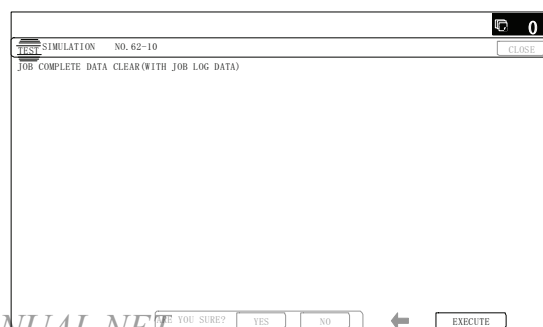 0
TEST SIMULATION NO.62-10
CLOSE
JOB COMPLETE DATA CLEAR(WITH JOB LOG DATA)
ARE YOU SURE? YES NO EXECUTE